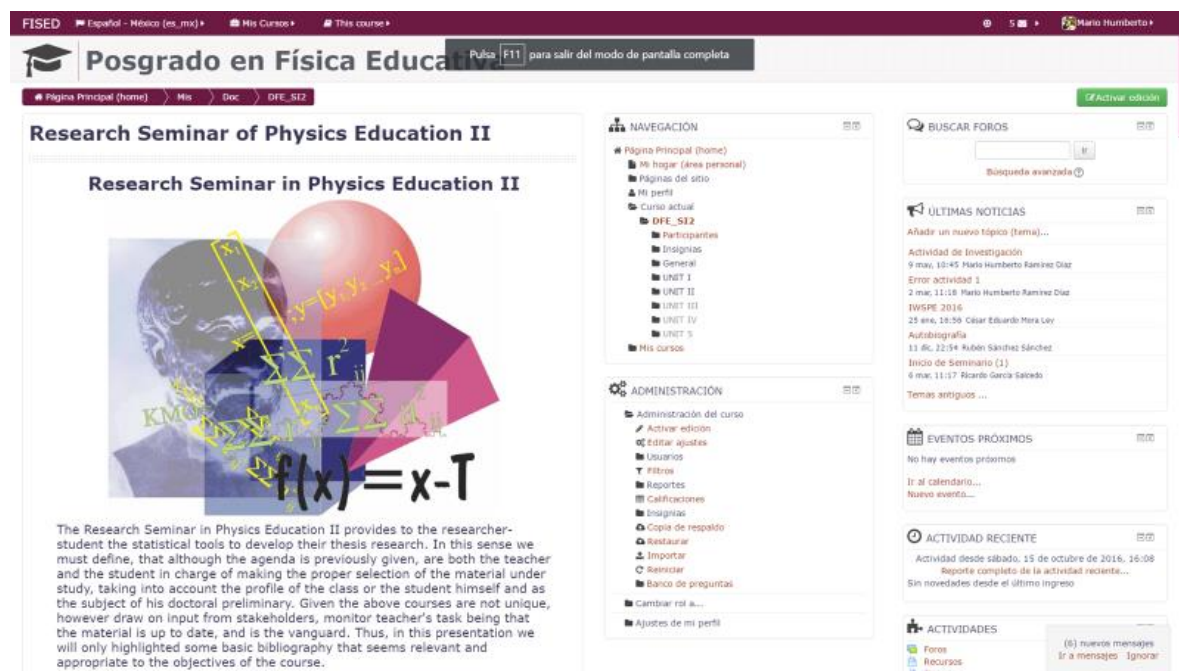 FISED Español - México (es_mx) Mis Cursos This course 5 Mario Humberto
Posgrado en Física Educativa
Pulsa F11 para salir del modo de pantalla completa
Página Principal (home) Mis Doc DFE_SI2
Activar edición
Research Seminar of Physics Education II
Research Seminar in Physics Education II
f(x)=x-T
The Research Seminar in Physics Education II provides to the researcher-
student the statistical tools to develop their thesis research. In this sense we
must define, that although the agenda is previously given, are both the teacher
and the student in charge of making the proper selection of the material under
study, taking into account the profile of the class or the student himself and as
the subject of his doctoral preliminary. Given the above courses are not unique,
however draw on input from stakeholders, monitor teacher's task being that
the material is up to date, and is the vanguard. Thus, in this presentation we
will only highlighted some basic bibliography that seems relevant and
appropriate to the objectives of the course.
NAVEGACIÓN
Página Principal (home)
Mi hogar (área personal)
Páginas del sitio
Mi perfil
Curso actual
DFE_SI2
Participantes
Insignias
General
UNIT I
UNIT II
UNIT III
UNIT IV
UNIT 5
Mis cursos
ADMINISTRACIÓN
Administración del curso
Activar edición
Editar ajustes
Usuarios
Filtros
Reportes
Calificaciones
Insignias
Copia de respaldo
Restaurar
Importar
Reiniciar
Banco de preguntas
Cambiar rol a...
Ajustes de mi perfil
BUSCAR FOROS
Ir
Búsqueda avanzada
ÚLTIMAS NOTICIAS
Añadir un nuevo tópico (tema)...
Actividad de Investigación
9 may, 10:45 Mario Humberto Ramírez Díaz
Error actividad 1
2 mar, 11:18 Mario Humberto Ramírez Díaz
IWSPE 2016
25 ene, 16:56 César Eduardo Mora Ley
Autobiografía
11 dic, 22:54 Rubén Sánchez Sánchez
Inicio de Seminario (1)
6 mar, 11:17 Ricardo García Salcedo
Temas antiguos ...
EVENTOS PRÓXIMOS
No hay eventos próximos
Ir al calendario...
Nuevo evento...
ACTIVIDAD RECIENTE
Actividad desde sábado, 15 de octubre de 2016, 16:08
Reporte completo de la actividad reciente...
Sin novedades desde el último ingreso
ACTIVIDADES
Foros
Recursos
(6) nuevos mensajes
Ir a mensajes Ignorar